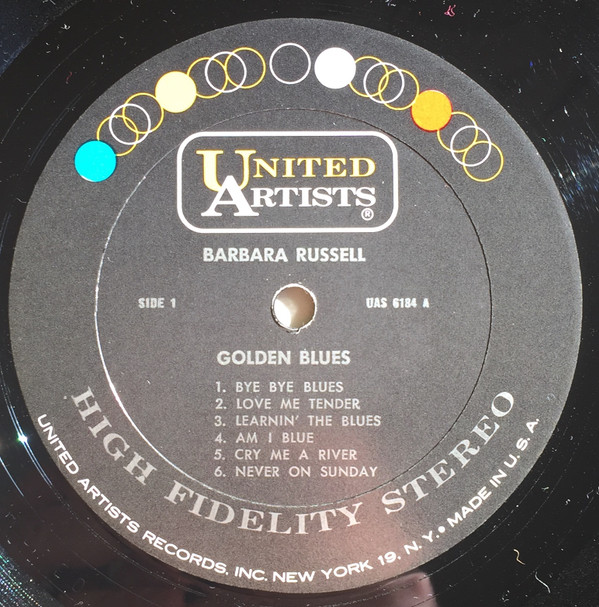 UNITED
ARTISTS®
BARBARA RUSSELL
SIDE 1
UAS 6184 A
GOLDEN BLUES
1. BYE BYE BLUES
2. LOVE ME TENDER
3. LEARNIN' THE BLUES
4. AM I BLUE
5. CRY ME A RIVER
6. NEVER ON SUNDAY
HIGH FIDELITY STEREO
UNITED ARTISTS RECORDS, INC. NEW YORK 19, N. Y. • MADE IN U. S. A.